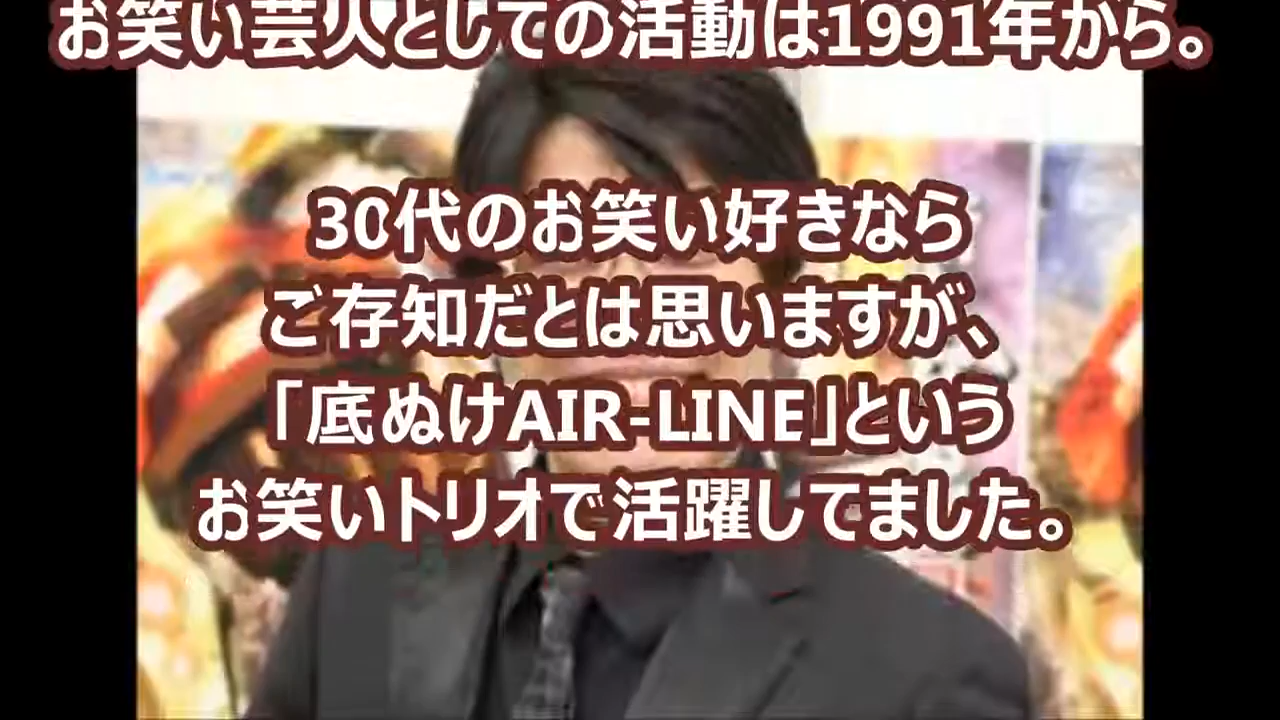 お笑い芸人としての活動は1991年から。
30代のお笑い好きなら
ご存知だとは思いますが、
「底ぬけAIR-LINE」という
お笑いトリオで活躍してました。